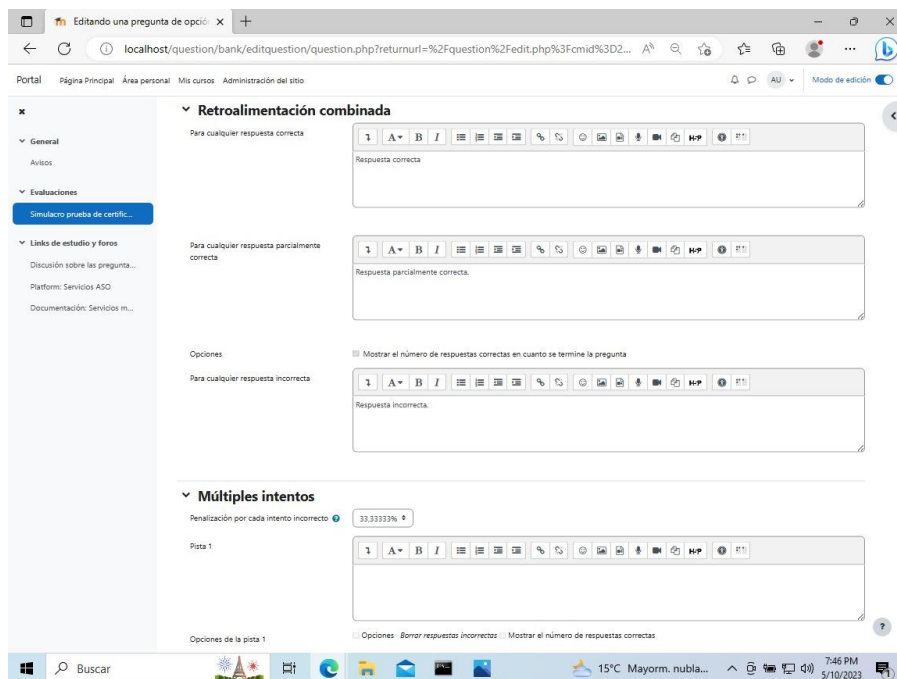 Editando una pregunta de opció
localhost/question/bank/editquestion/question.php?returnurl=%2Fquestion%2Fedit.php%3Fcmid%3D2...
Portal Página Principal Área personal Mis cursos Administración del sitio AU Modo de edición
General
Avisos
Evaluaciones
Simulacro prueba de certific...
Links de estudio y foros
Discusión sobre las pregunta...
Platform: Servicios ASO
Documentación: Servicios m...
Retroalimentación combinada
Para cualquier respuesta correcta
A B I H-P
Respuesta correcta
Para cualquier respuesta parcialmente
correcta
A B I H-P
Respuesta parcialmente correcta.
Opciones Mostrar el número de respuestas correctas en cuanto se termine la pregunta
Para cualquier respuesta incorrecta
A B I H-P
Respuesta incorrecta.
Múltiples intentos
Penalización por cada intento incorrecto ? 33,33333%
Pista 1
A B I H-P
Opciones de la pista 1 Opciones Borrar respuestas incorrectas Mostrar el número de respuestas correctas
?
Buscar 15°C Mayorm. nubla... 7:46 PM
5/10/2023